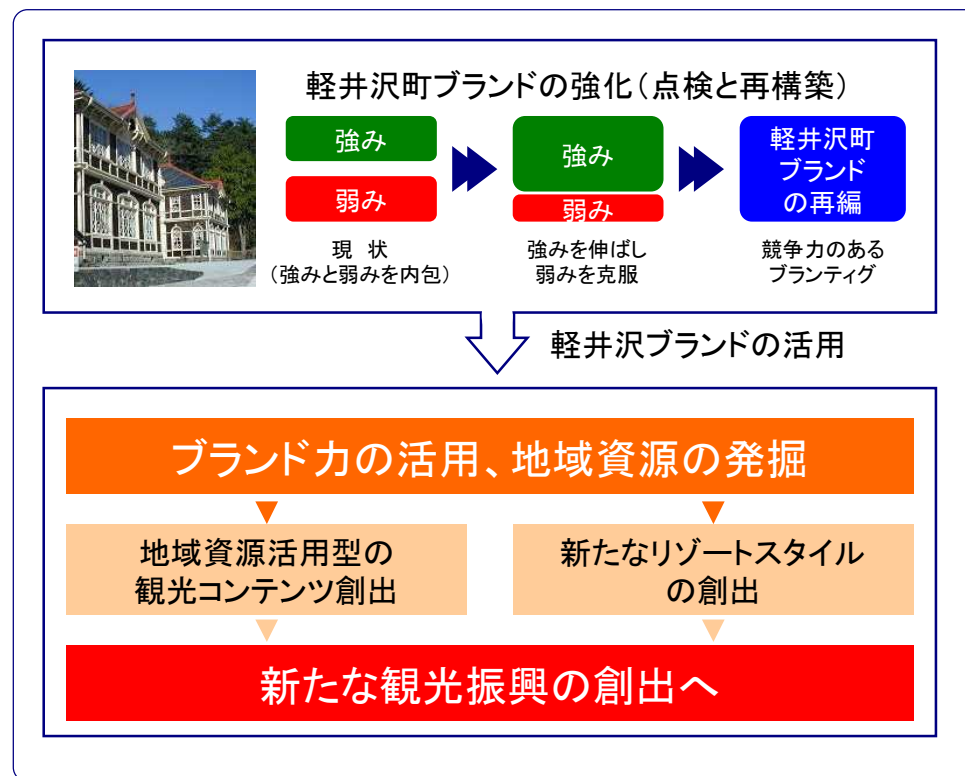 軽井沢町ブランドの強化（点検と再構築）
強み
弱み
現　状
（強みと弱みを内包）
強み
弱み
強みを伸ばし
弱みを克服
軽井沢町
ブランド
の再編
競争力のある
ブランティグ
軽井沢ブランドの活用
ブランド力の活用、地域資源の発掘
地域資源活用型の
観光コンテンツ創出
新たなリゾートスタイル
の創出
新たな観光振興の創出へ